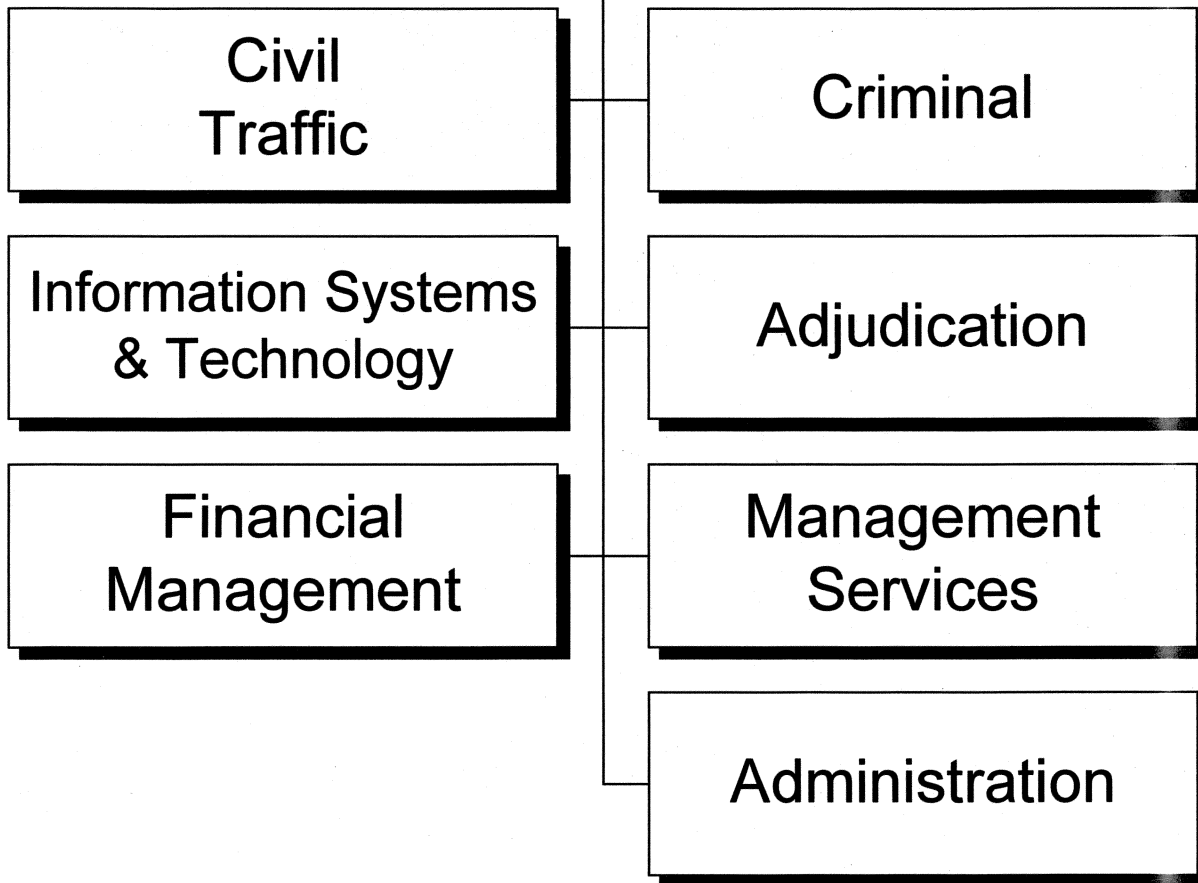 Civil
Traffic
Criminal
Information Systems
& Technology
Adjudication
Financial
Management
Management
Services
Administration